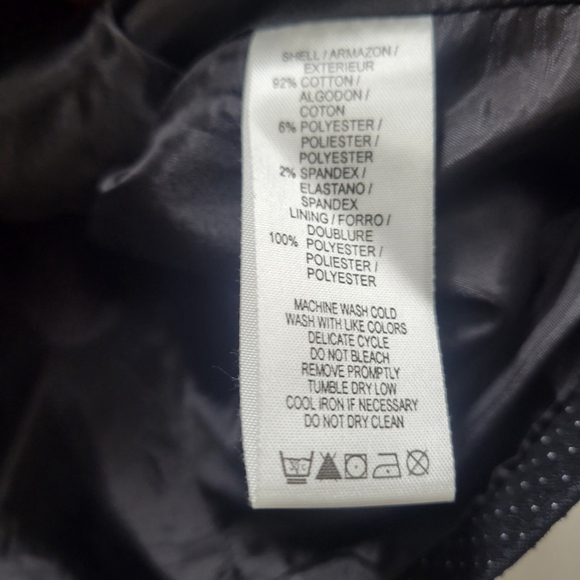 SHELL / ARMAZON /
EXTERIEUR
92% COTTON /
ALGODON /
COTON
6% POLYESTER /
POLIESTER /
POLYESTER
2% SPANDEX /
ELASTANO /
SPANDEX
LINING / FORRO /
DOUBLURE
100% POLYESTER /
POLIESTER /
POLYESTER
MACHINE WASH COLD
WASH WITH LIKE COLORS
DELICATE CYCLE
DO NOT BLEACH
REMOVE PROMPTLY
TUMBLE DRY LOW
COOL IRON IF NECESSARY
DO NOT DRY CLEAN
30°C